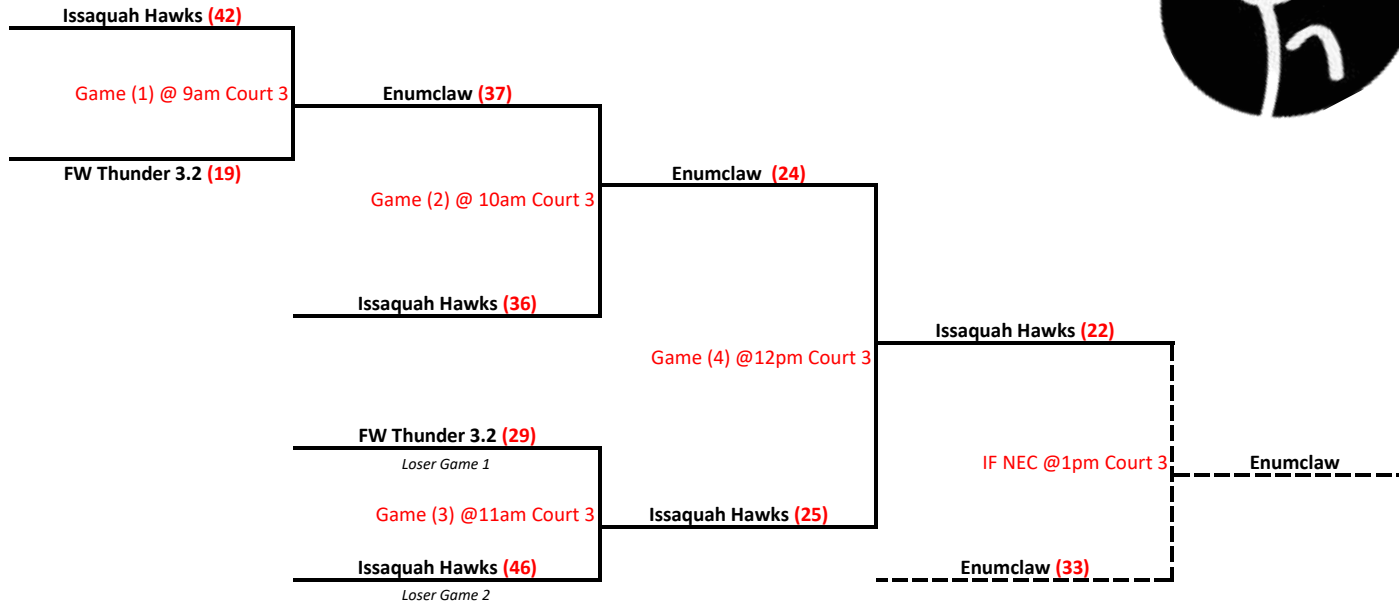 Issaquah Hawks (42)
Game (1) @ 9am Court 3
Enumclaw (37)
FW Thunder 3.2 (19)
Enumclaw (24)
Game (2) @ 10am Court 3
Issaquah Hawks (36)
Issaquah Hawks (22)
Game (4) @12pm Court 3
FW Thunder 3.2 (29)
Loser Game 1
IF NEC @1pm Court 3
Enumclaw
Game (3) @11am Court 3
Issaquah Hawks (25)
Issaquah Hawks (46)
Enumclaw (33)
Loser Game 2